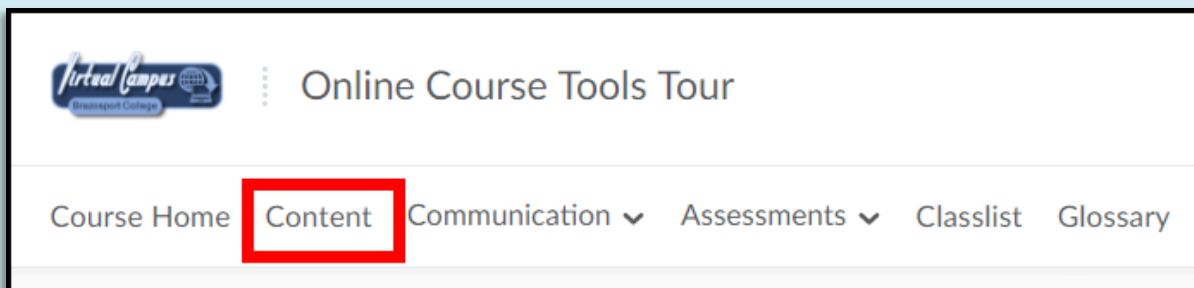 Virtual Campus
Brazosport College
Online Course Tools Tour
Course Home Content Communication Assessments Classlist Glossary